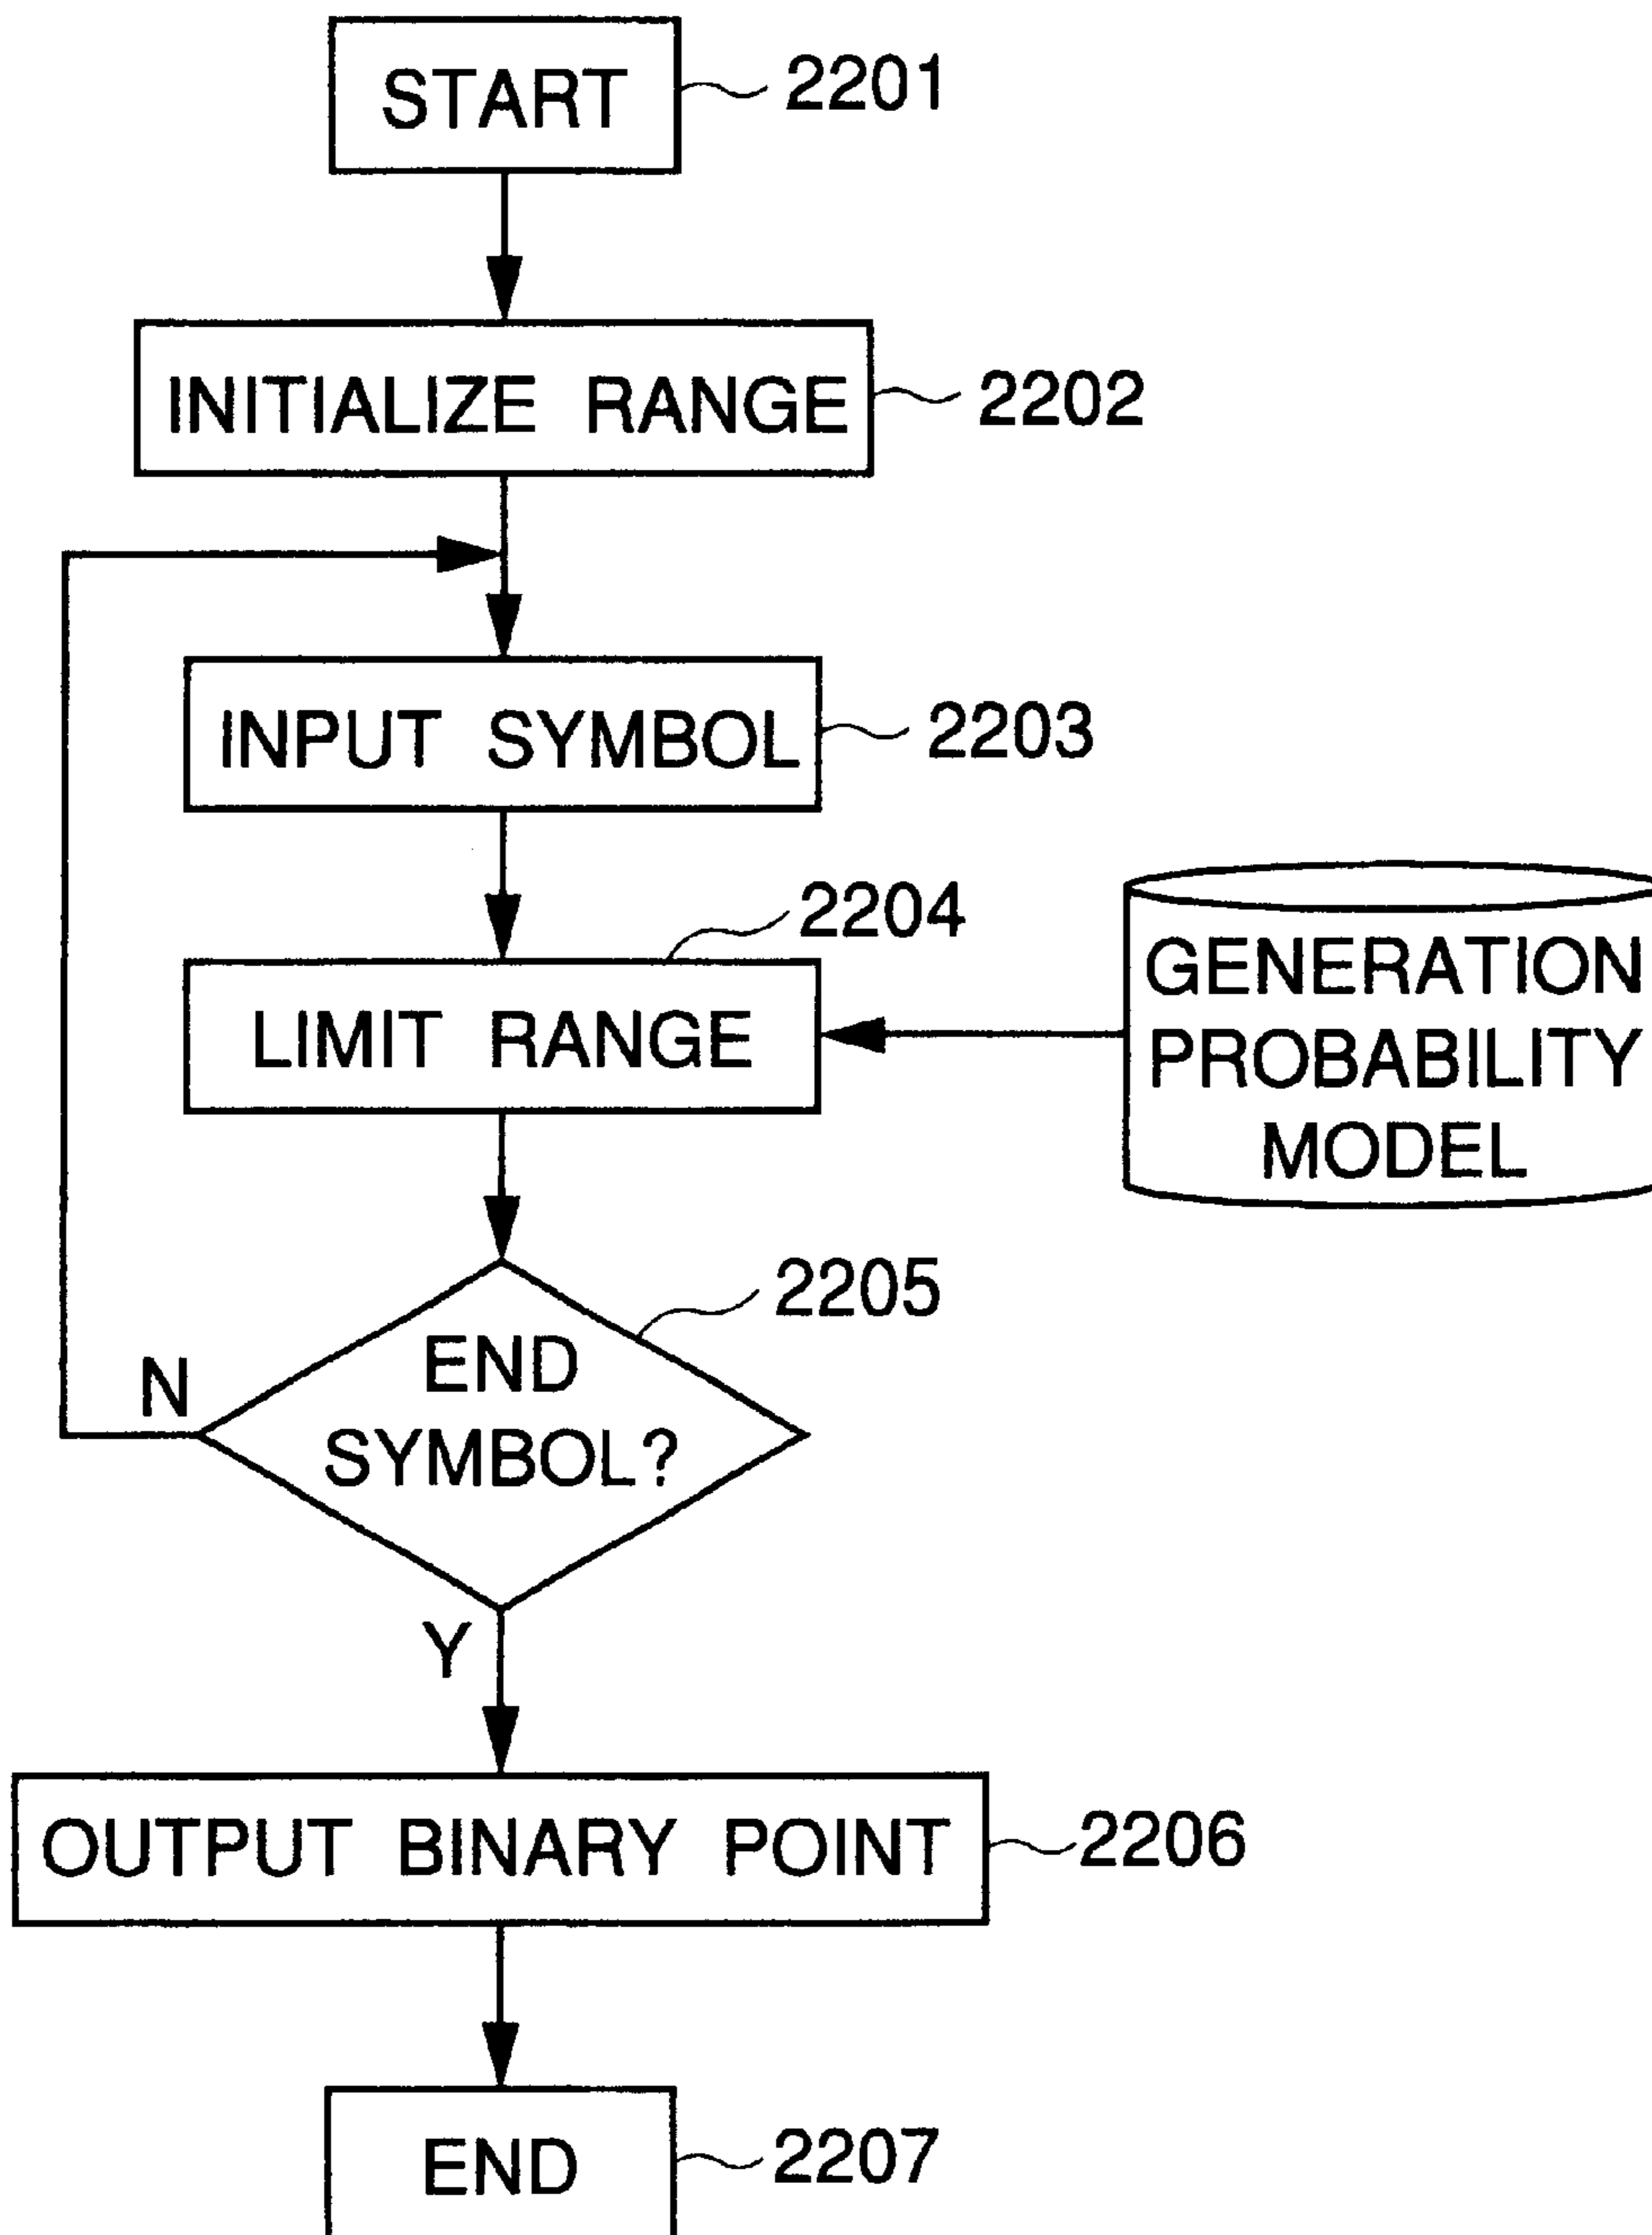 START
2201
INITIALIZE RANGE
2202
INPUT SYMBOL
2203
2204
LIMIT RANGE
GENERATION
PROBABILITY
MODEL
2205
END
SYMBOL?
N
Y
OUTPUT BINARY POINT
2206
END
2207